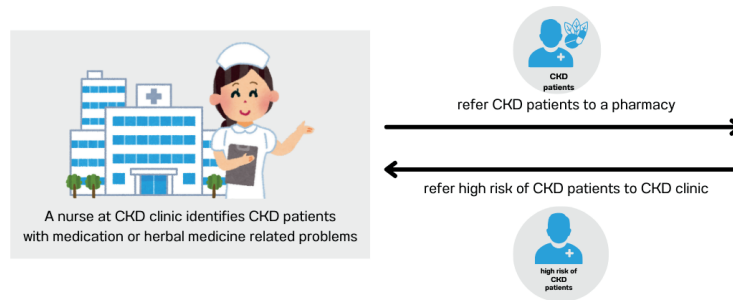 A nurse at CKD clinic identifies CKD patients
with medication or herbal medicine related problems
CKD
patients
refer CKD patients to a pharmacy
refer high risk of CKD patients to CKD clinic
high risk of
CKD
patients